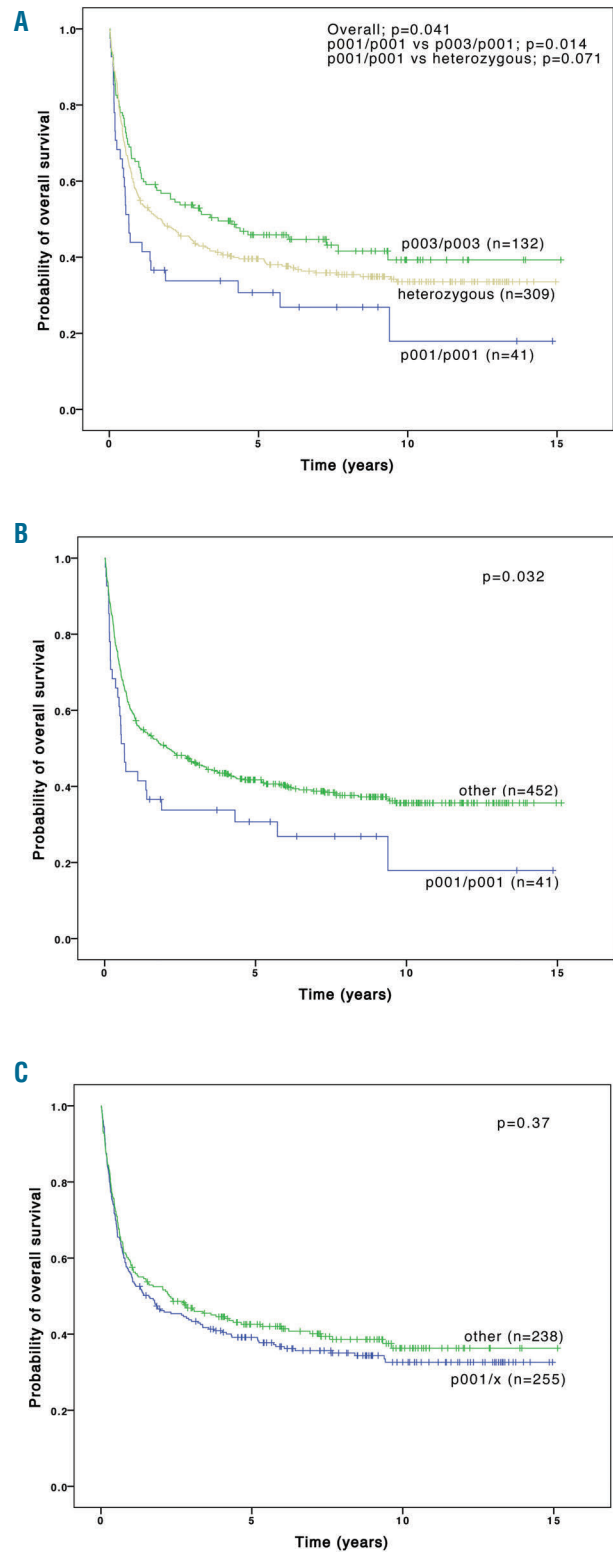 A
Overall; p=0.041
p001/p001 vs p003/p001; p=0.014
p001/p001 vs heterozygous; p=0.071
1.0
0.8
0.6
0.4
0.2
0.0
Probability of overall survival
p003/p003 (n=132)
heterozygous (n=309)
p001/p001 (n=41)
0 5 10 15
Time (years)
B
p=0.032
1.0
0.8
0.6
0.4
0.2
0.0
Probability of overall survival
other (n=452)
p001/p001 (n=41)
0 5 10 15
Time (years)
C
p=0.37
1.0
0.8
0.6
0.4
0.2
0.0
Probability of overall survival
other (n=238)
p001/x (n=255)
0 5 10 15
Time (years)